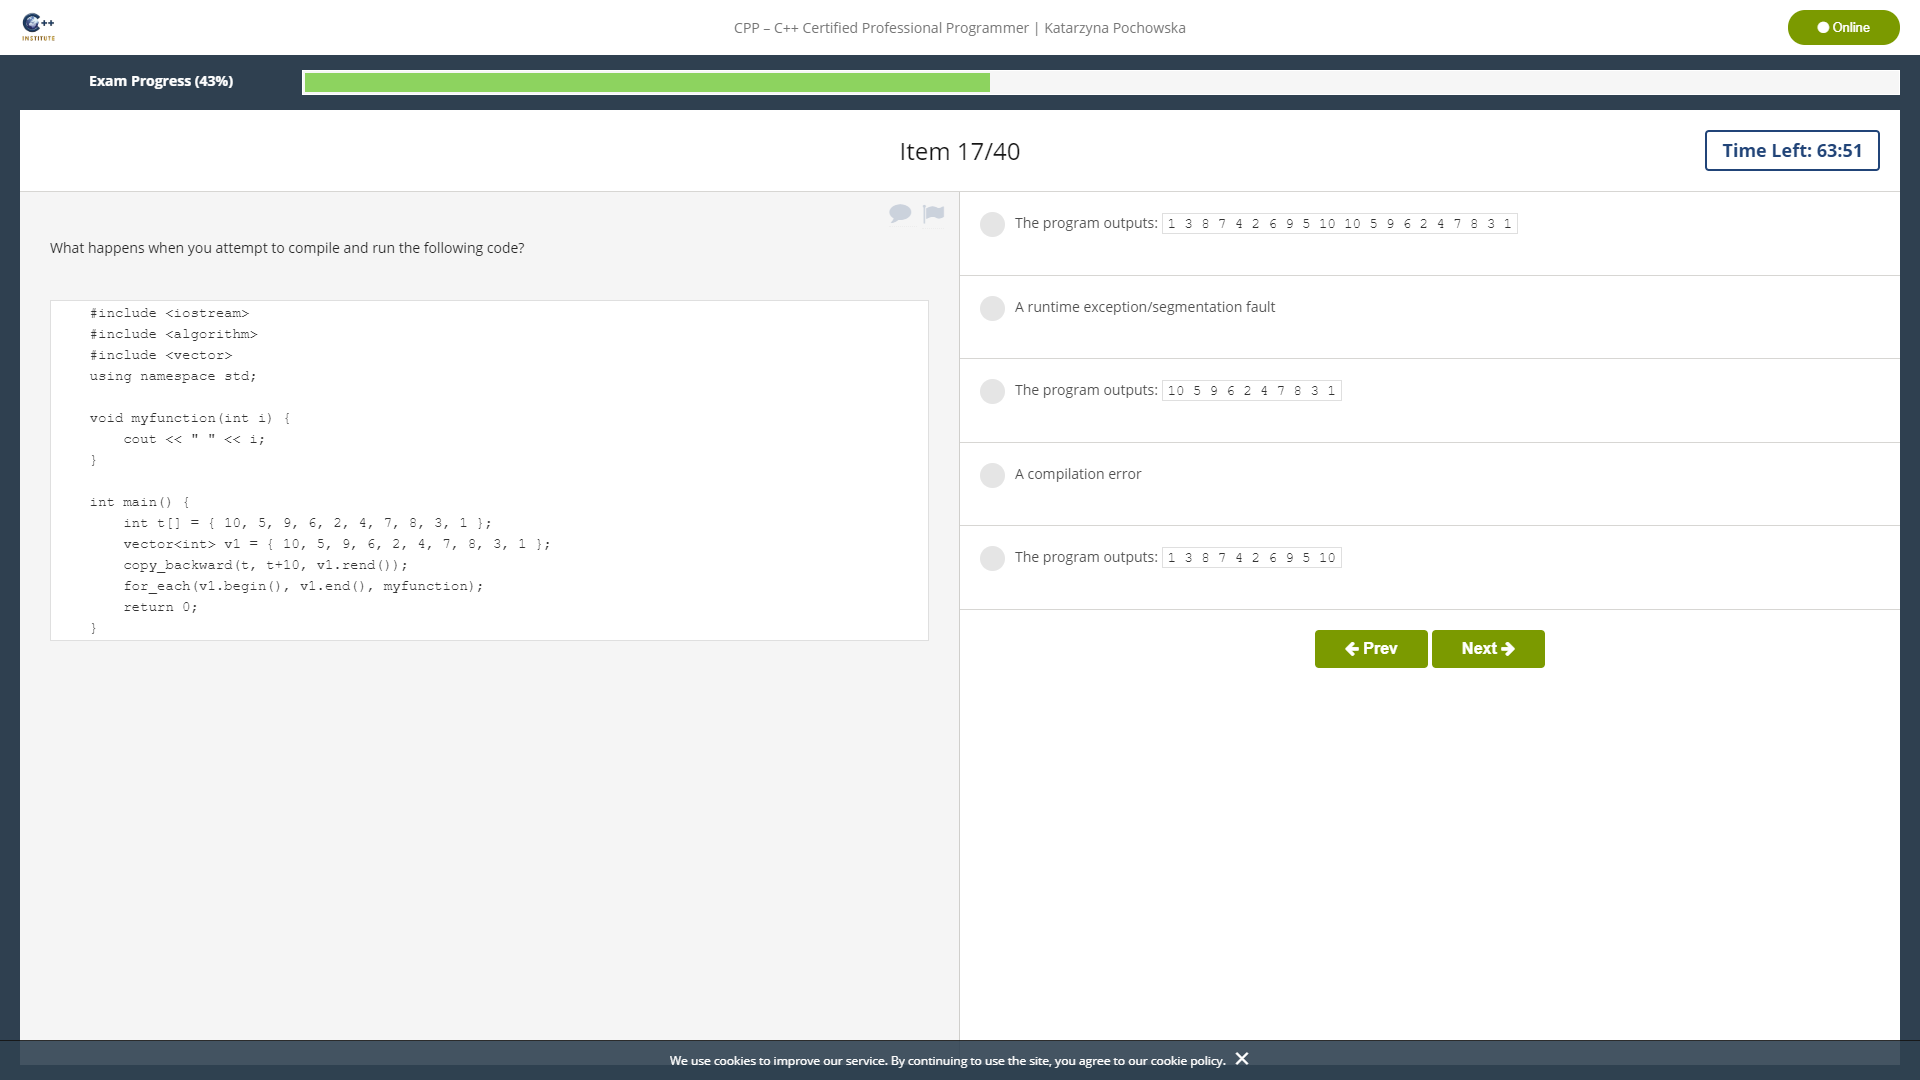 C++
INSTITUTE
CPP – C++ Certified Professional Programmer | Katarzyna Pochowska
Online
Exam Progress (43%)
Item 17/40
Time Left: 63:51
What happens when you attempt to compile and run the following code?
#include <iostream>
#include <algorithm>
#include <vector>
using namespace std;
void myfunction(int i) {
    cout << " " << i;
}
int main() {
    int t[] = { 10, 5, 9, 6, 2, 4, 7, 8, 3, 1 };
    vector<int> v1 = { 10, 5, 9, 6, 2, 4, 7, 8, 3, 1 };
    copy_backward(t, t+10, v1.rend());
    for_each(v1.begin(), v1.end(), myfunction);
    return 0;
}
The program outputs: 1 3 8 7 4 2 6 9 5 10 10 5 9 6 2 4 7 8 3 1
A runtime exception/segmentation fault
The program outputs: 10 5 9 6 2 4 7 8 3 1
A compilation error
The program outputs: 1 3 8 7 4 2 6 9 5 10
Prev
Next
We use cookies to improve our service. By continuing to use the site, you agree to our cookie policy.